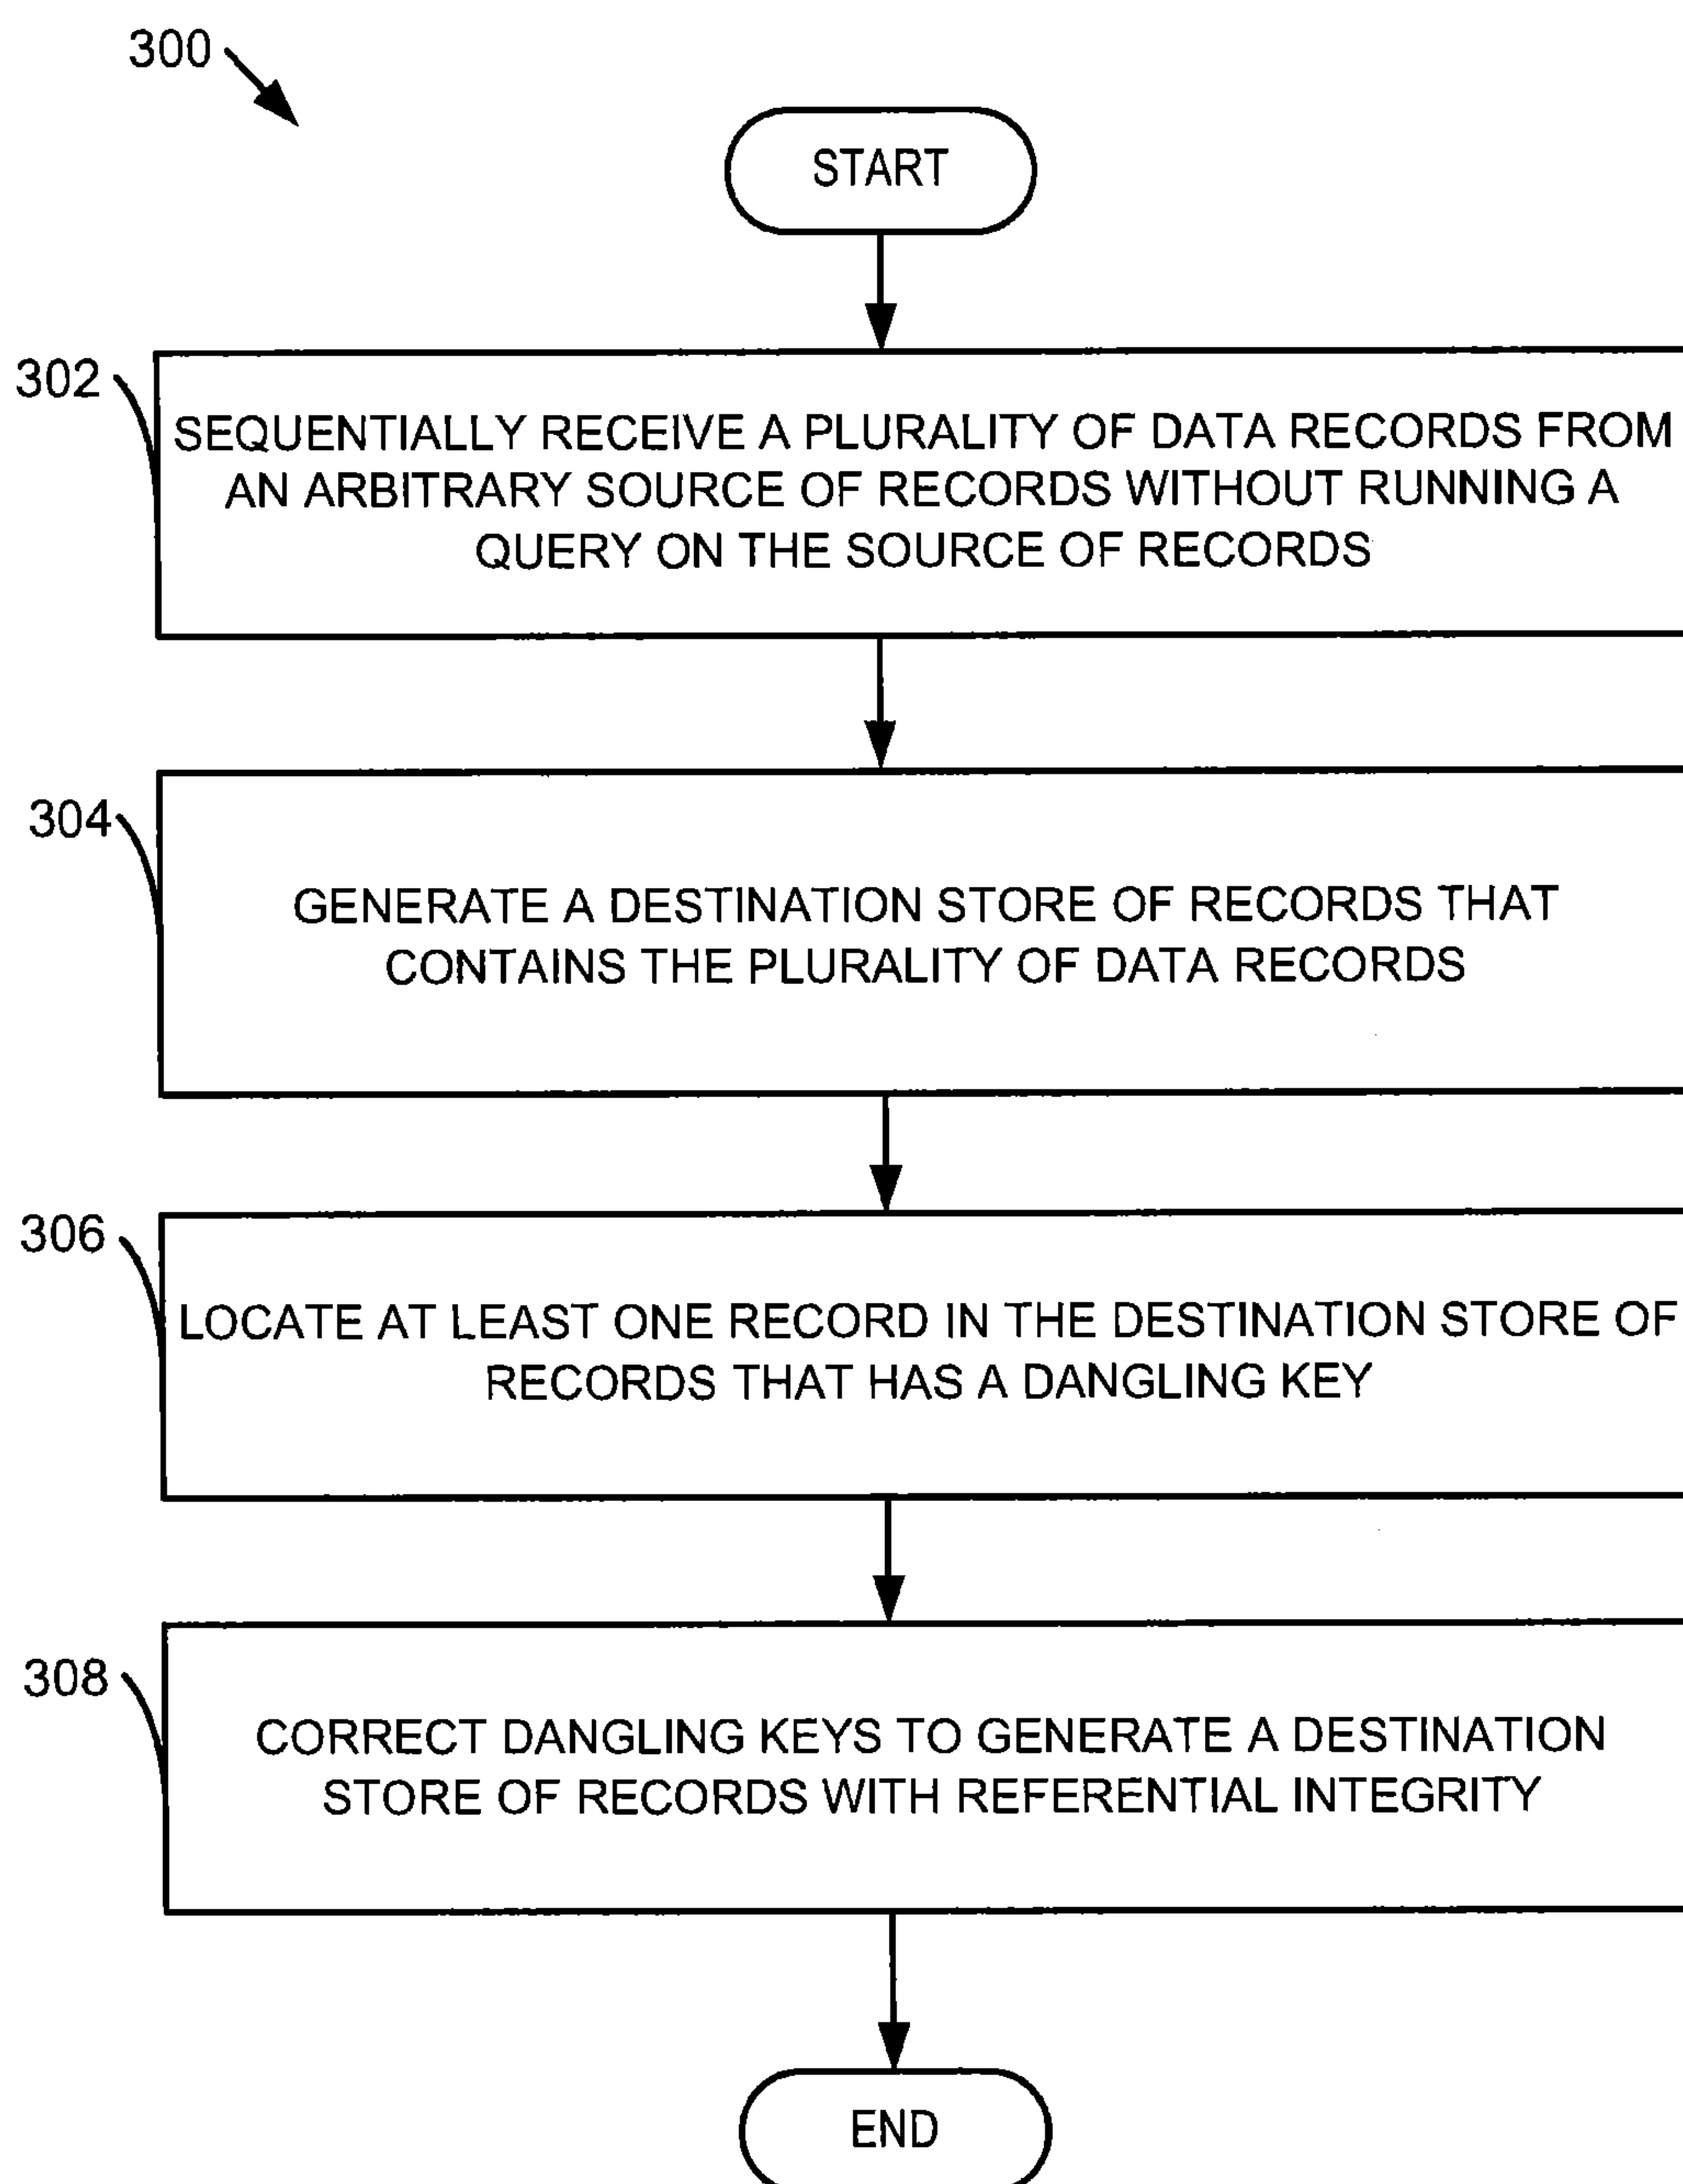 300
START
302
SEQUENTIALLY RECEIVE A PLURALITY OF DATA RECORDS FROM
AN ARBITRARY SOURCE OF RECORDS WITHOUT RUNNING A
QUERY ON THE SOURCE OF RECORDS
304
GENERATE A DESTINATION STORE OF RECORDS THAT
CONTAINS THE PLURALITY OF DATA RECORDS
306
LOCATE AT LEAST ONE RECORD IN THE DESTINATION STORE OF
RECORDS THAT HAS A DANGLING KEY
308
CORRECT DANGLING KEYS TO GENERATE A DESTINATION
STORE OF RECORDS WITH REFERENTIAL INTEGRITY
END